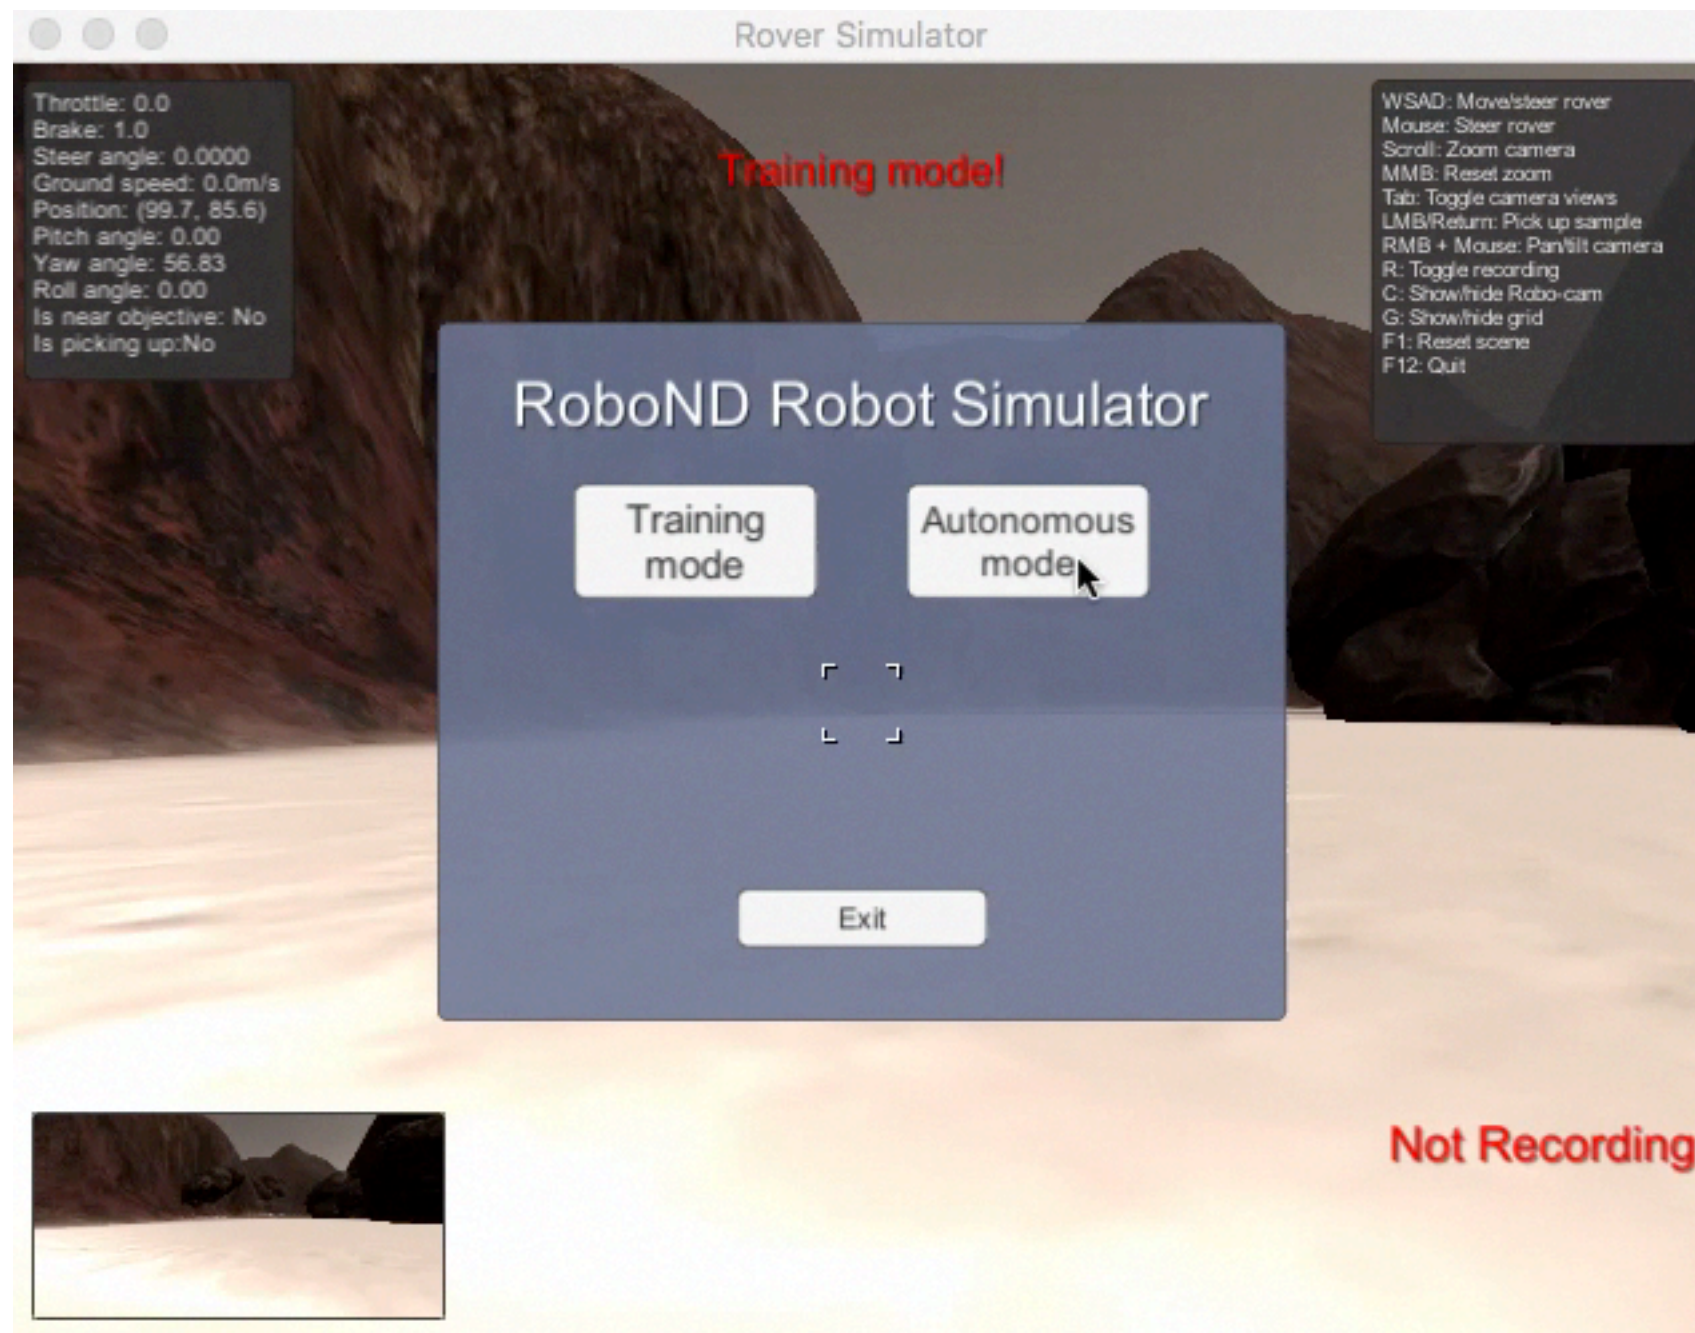 Rover Simulator
Throttle: 0.0
Brake: 1.0
Steer angle: 0.0000
Ground speed: 0.0m/s
Position: (99.7, 85.6)
Pitch angle: 0.00
Yaw angle: 56.83
Roll angle: 0.00
Is near objective: No
Is picking up:No
Training mode!
WSAD: Move/steer rover
Mouse: Steer rover
Scroll: Zoom camera
MMB: Reset zoom
Tab: Toggle camera views
LMB/Return: Pick up sample
RMB + Mouse: Pan/tilt camera
R: Toggle recording
C: Show/hide Robo-cam
G: Show/hide grid
F1: Reset scene
F12: Quit
RoboND Robot Simulator
Training
mode
Autonomous
mode
Exit
Not Recording